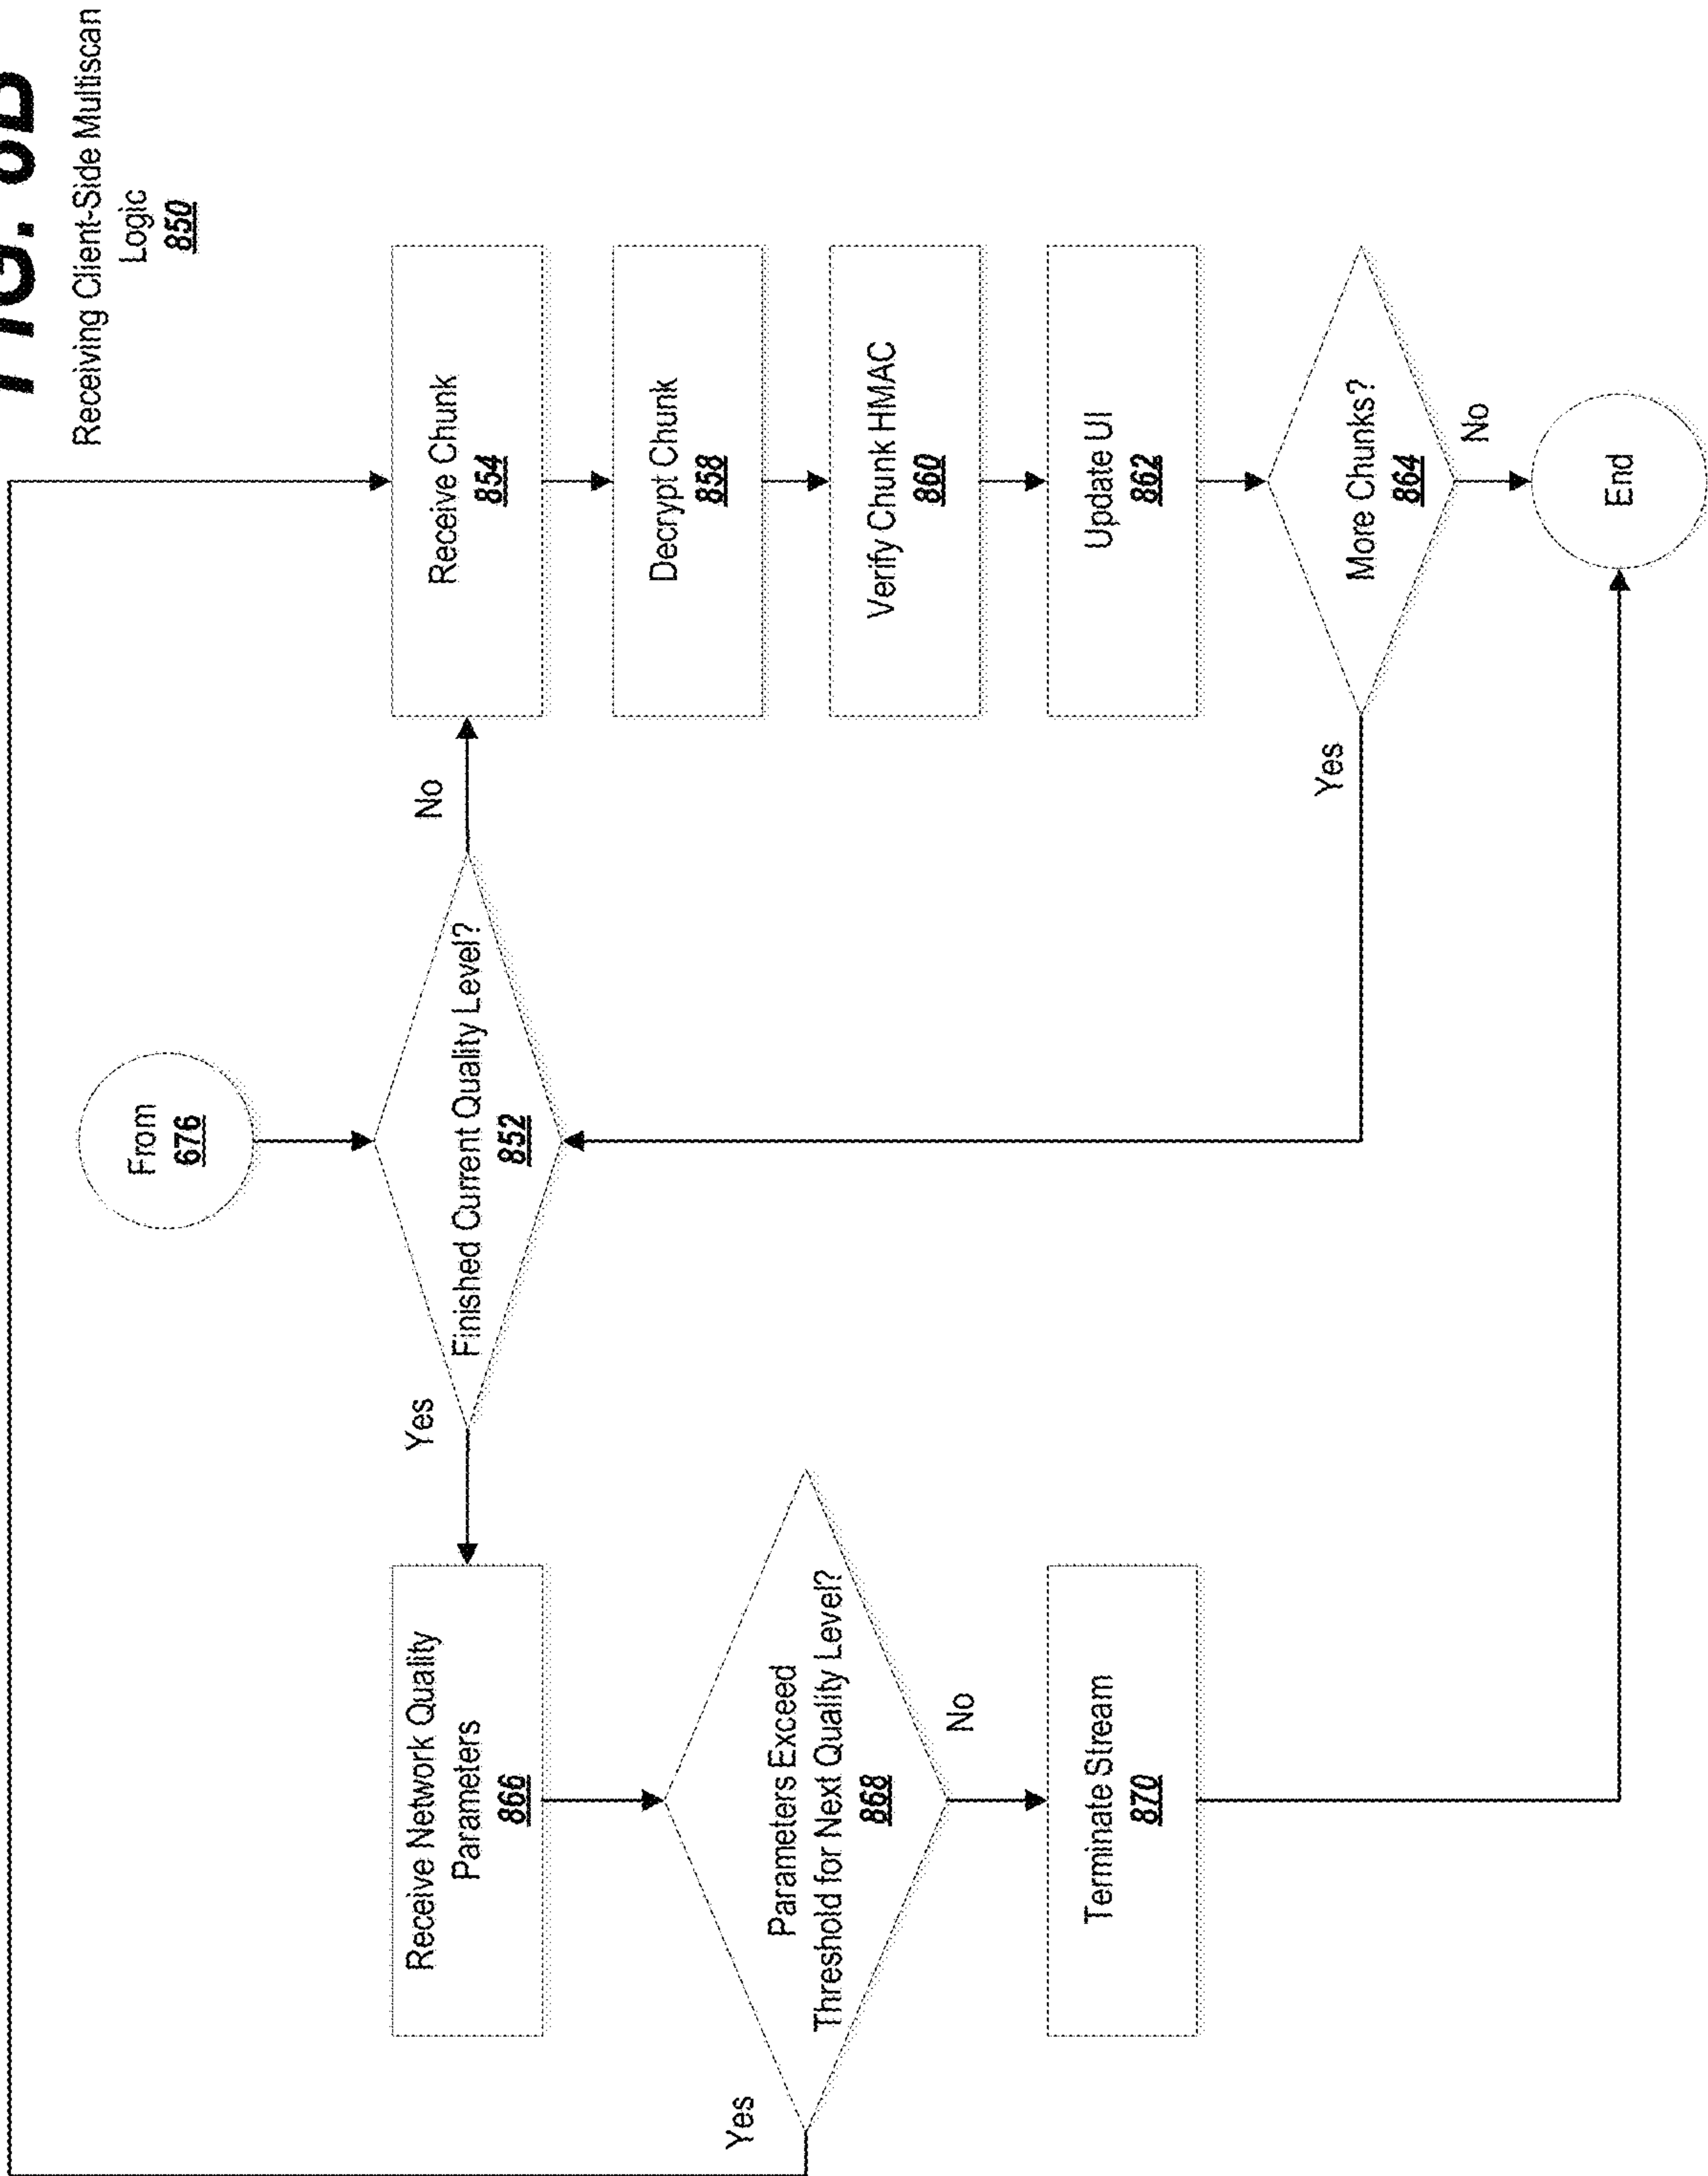 FIG. 8B
Receiving Client-Side Multiscan
Logic
850
From
676
Finished Current Quality Level?
852
Yes
No
Receive Network Quality
Parameters
866
Parameters Exceed
Threshold for Next Quality Level?
868
Yes
No
Terminate Stream
870
Receive Chunk
854
Decrypt Chunk
858
Verify Chunk HMAC
860
Update UI
862
More Chunks?
864
Yes
No
End